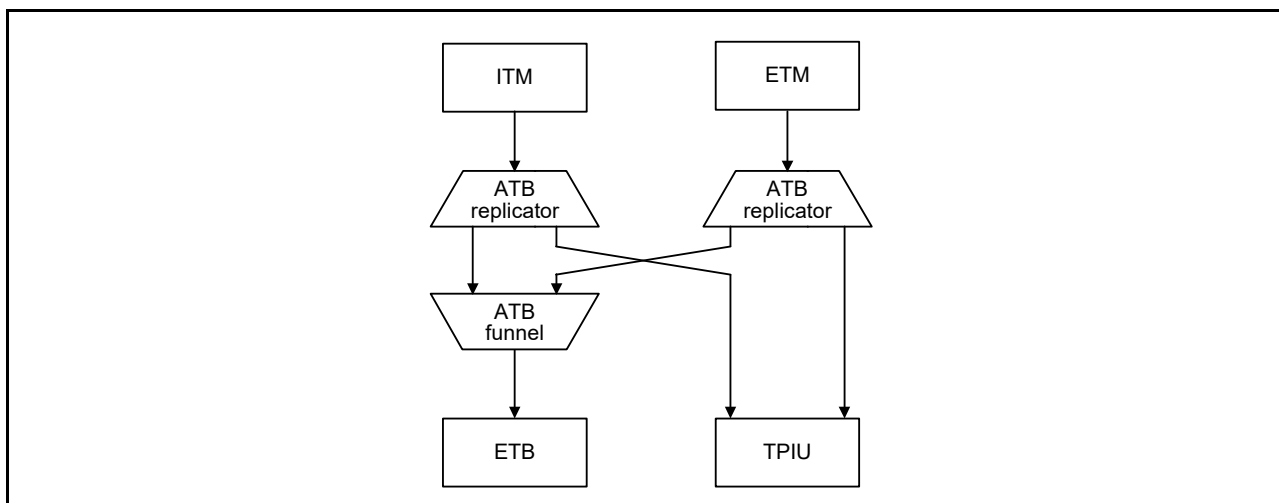 ITM
ETM
ATB
replicator
ATB
replicator
ATB
funnel
ETB
TPIU